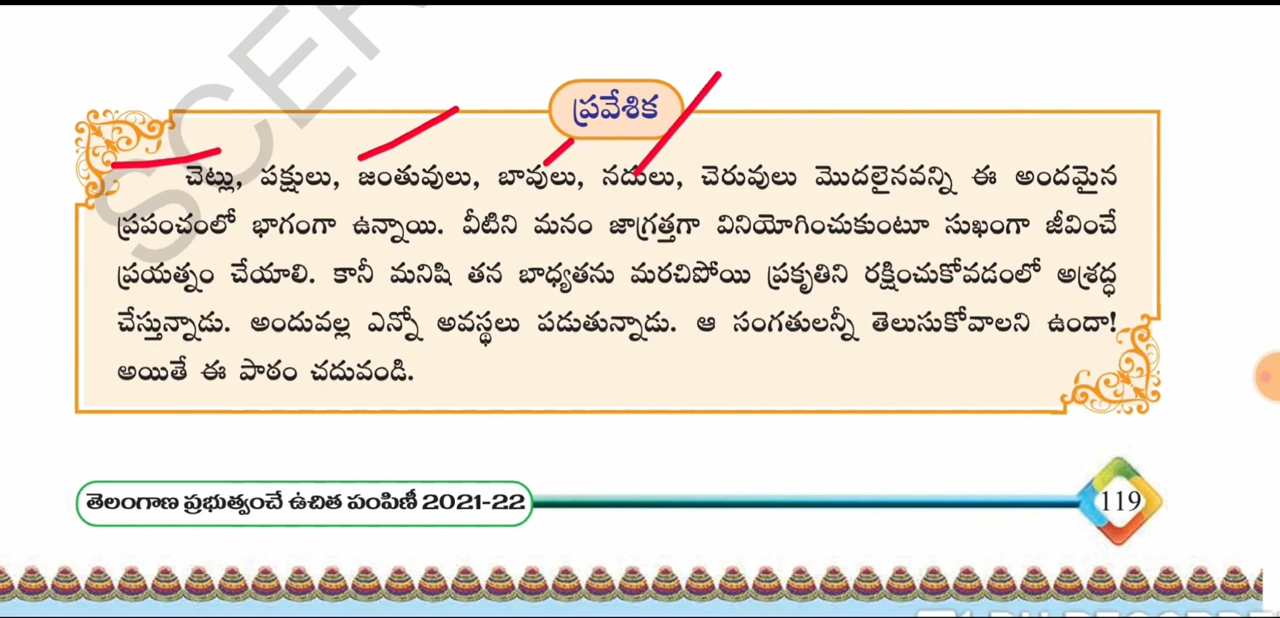 SCER
ప్రవేశిక
చెట్లు, పక్షులు, జంతువులు, బావులు, నదులు, చెరువులు మొదలైనవన్ని ఈ అందమైన
ప్రపంచంలో భాగంగా ఉన్నాయి. వీటిని మనం జాగ్రత్తగా వినియోగించుకుంటూ సుఖంగా జీవించే
ప్రయత్నం చేయాలి. కానీ మనిషి తన బాధ్యతను మరచిపోయి ప్రకృతిని రక్షించుకోవడంలో అశ్రద్ధ
చేస్తున్నాడు. అందువల్ల ఎన్నో అవస్థలు పడుతున్నాడు. ఆ సంగతులన్నీ తెలుసుకోవాలని ఉందా!
అయితే ఈ పాఠం చదువండి.
తెలంగాణ ప్రభుత్వంచే ఉచిత పంపిణీ 2021-22
119